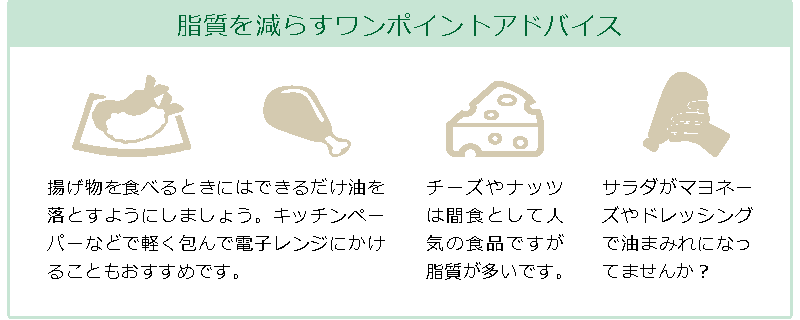 脂質を減らすワンポイントアドバイス
揚げ物を食べるときにはできるだけ油を
落とすようにしましょう。キッチンペー
パーなどで軽く包んで電子レンジにかけ
ることもおすすめです。
チーズやナッツ
は間食として人
気の食品ですが
脂質が多いです。
サラダがマヨネー
ズやドレッシング
で油まみれになっ
てませんか？